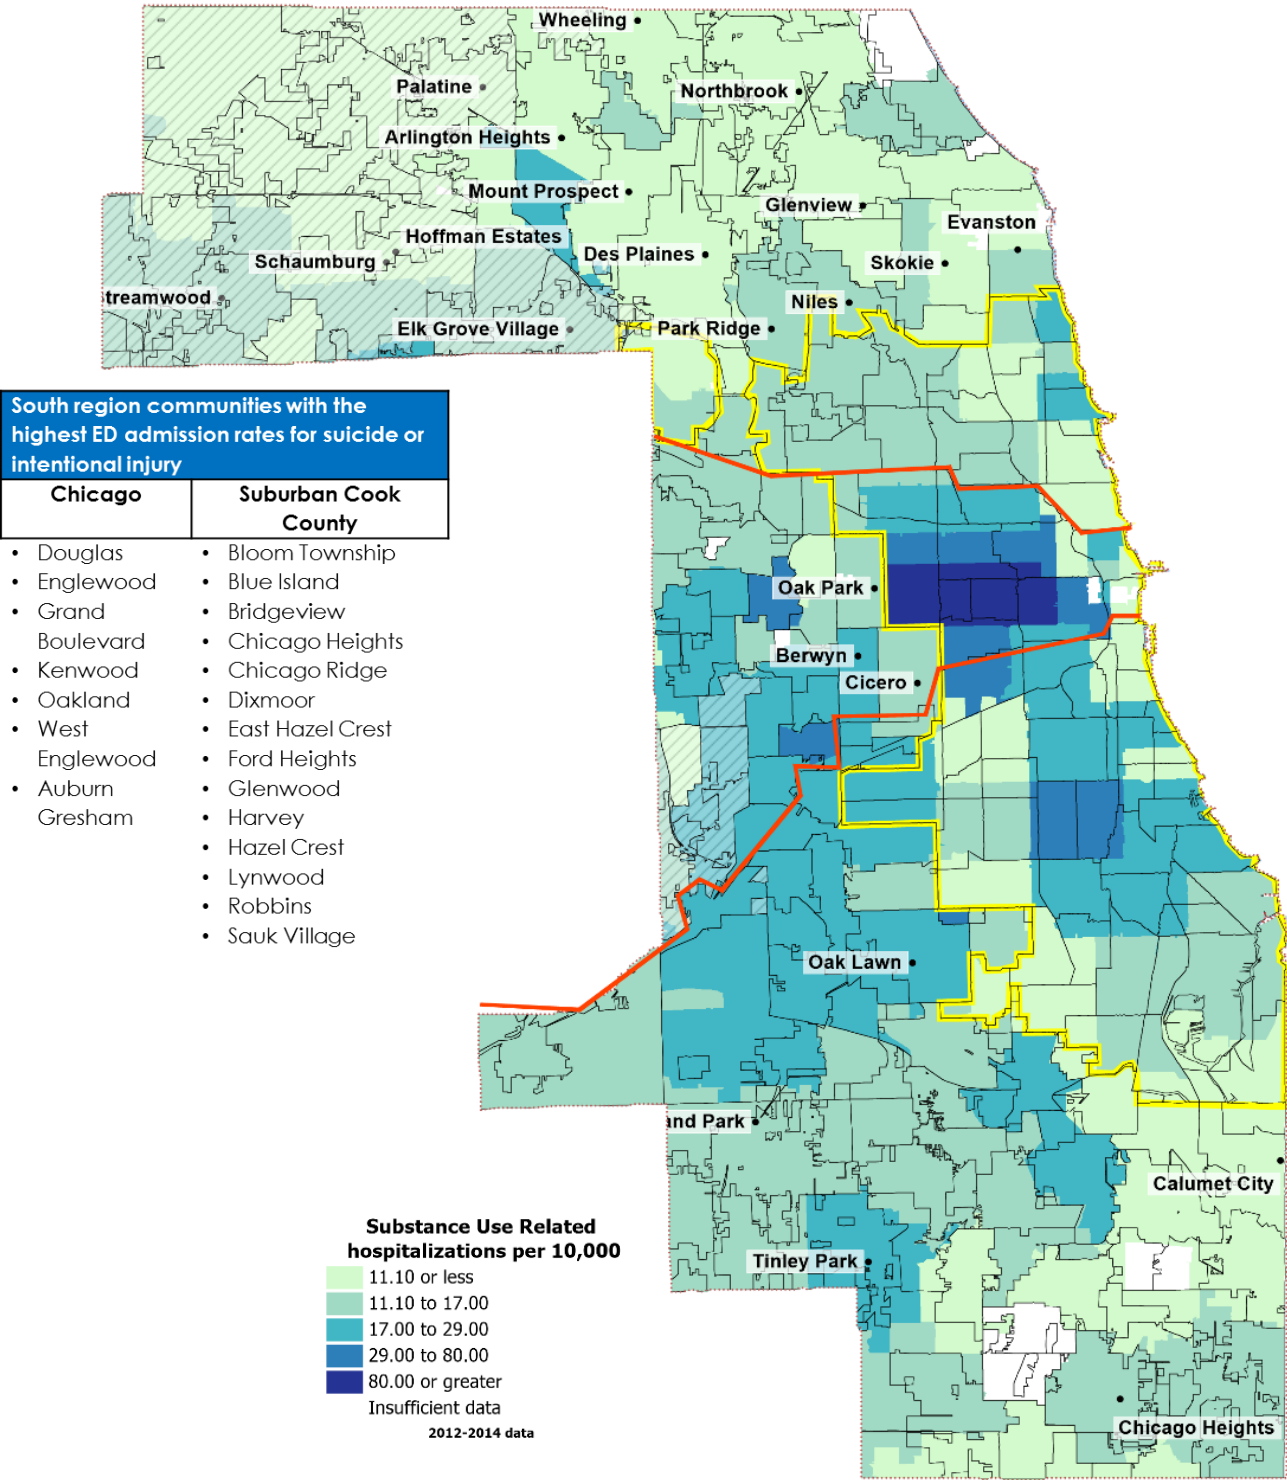 Wheeling
Palatine
Northbrook
Arlington Heights
Mount Prospect
Glenview
Evanston
Hoffman Estates
Schaumburg
Des Plaines
Skokie
treamwood
Niles
Elk Grove Village
Park Ridge
South region communities with the
highest ED admission rates for suicide or
intentional injury
Chicago
Suburban Cook
County
• Douglas
• Englewood
• Grand
Boulevard
• Kenwood
• Oakland
• West
Englewood
• Auburn
Gresham
• Bloom Township
• Blue Island
• Bridgeview
• Chicago Heights
• Chicago Ridge
• Dixmoor
• East Hazel Crest
• Ford Heights
• Glenwood
• Harvey
• Hazel Crest
• Lynwood
• Robbins
• Sauk Village
Oak Park
Berwyn
Cicero
Oak Lawn
and Park
Calumet City
Tinley Park
Chicago Heights
Substance Use Related
hospitalizations per 10,000
11.10 or less
11.10 to 17.00
17.00 to 29.00
29.00 to 80.00
80.00 or greater
Insufficient data
2012-2014 data